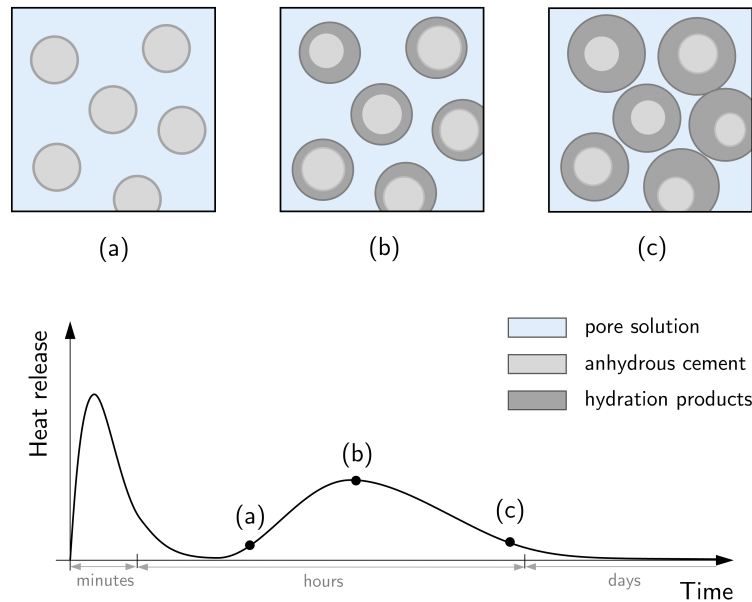 (a)
(b)
(c)
pore solution
anhydrous cement
hydration products
Heat release
(a)
(b)
(c)
minutes
hours
days
Time